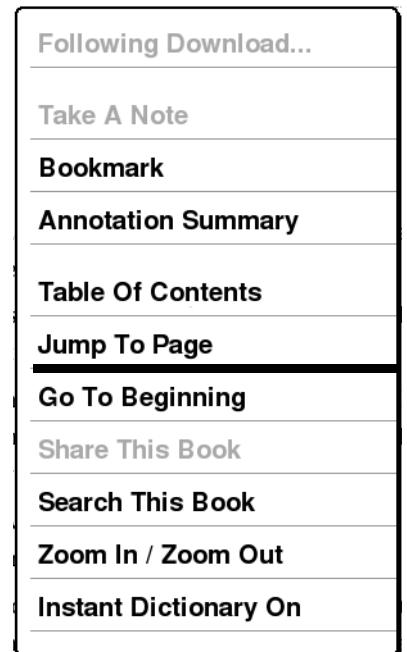 Following Download...
Take A Note
Bookmark
Annotation Summary
Table Of Contents
Jump To Page
Go To Beginning
Share This Book
Search This Book
Zoom In / Zoom Out
Instant Dictionary On